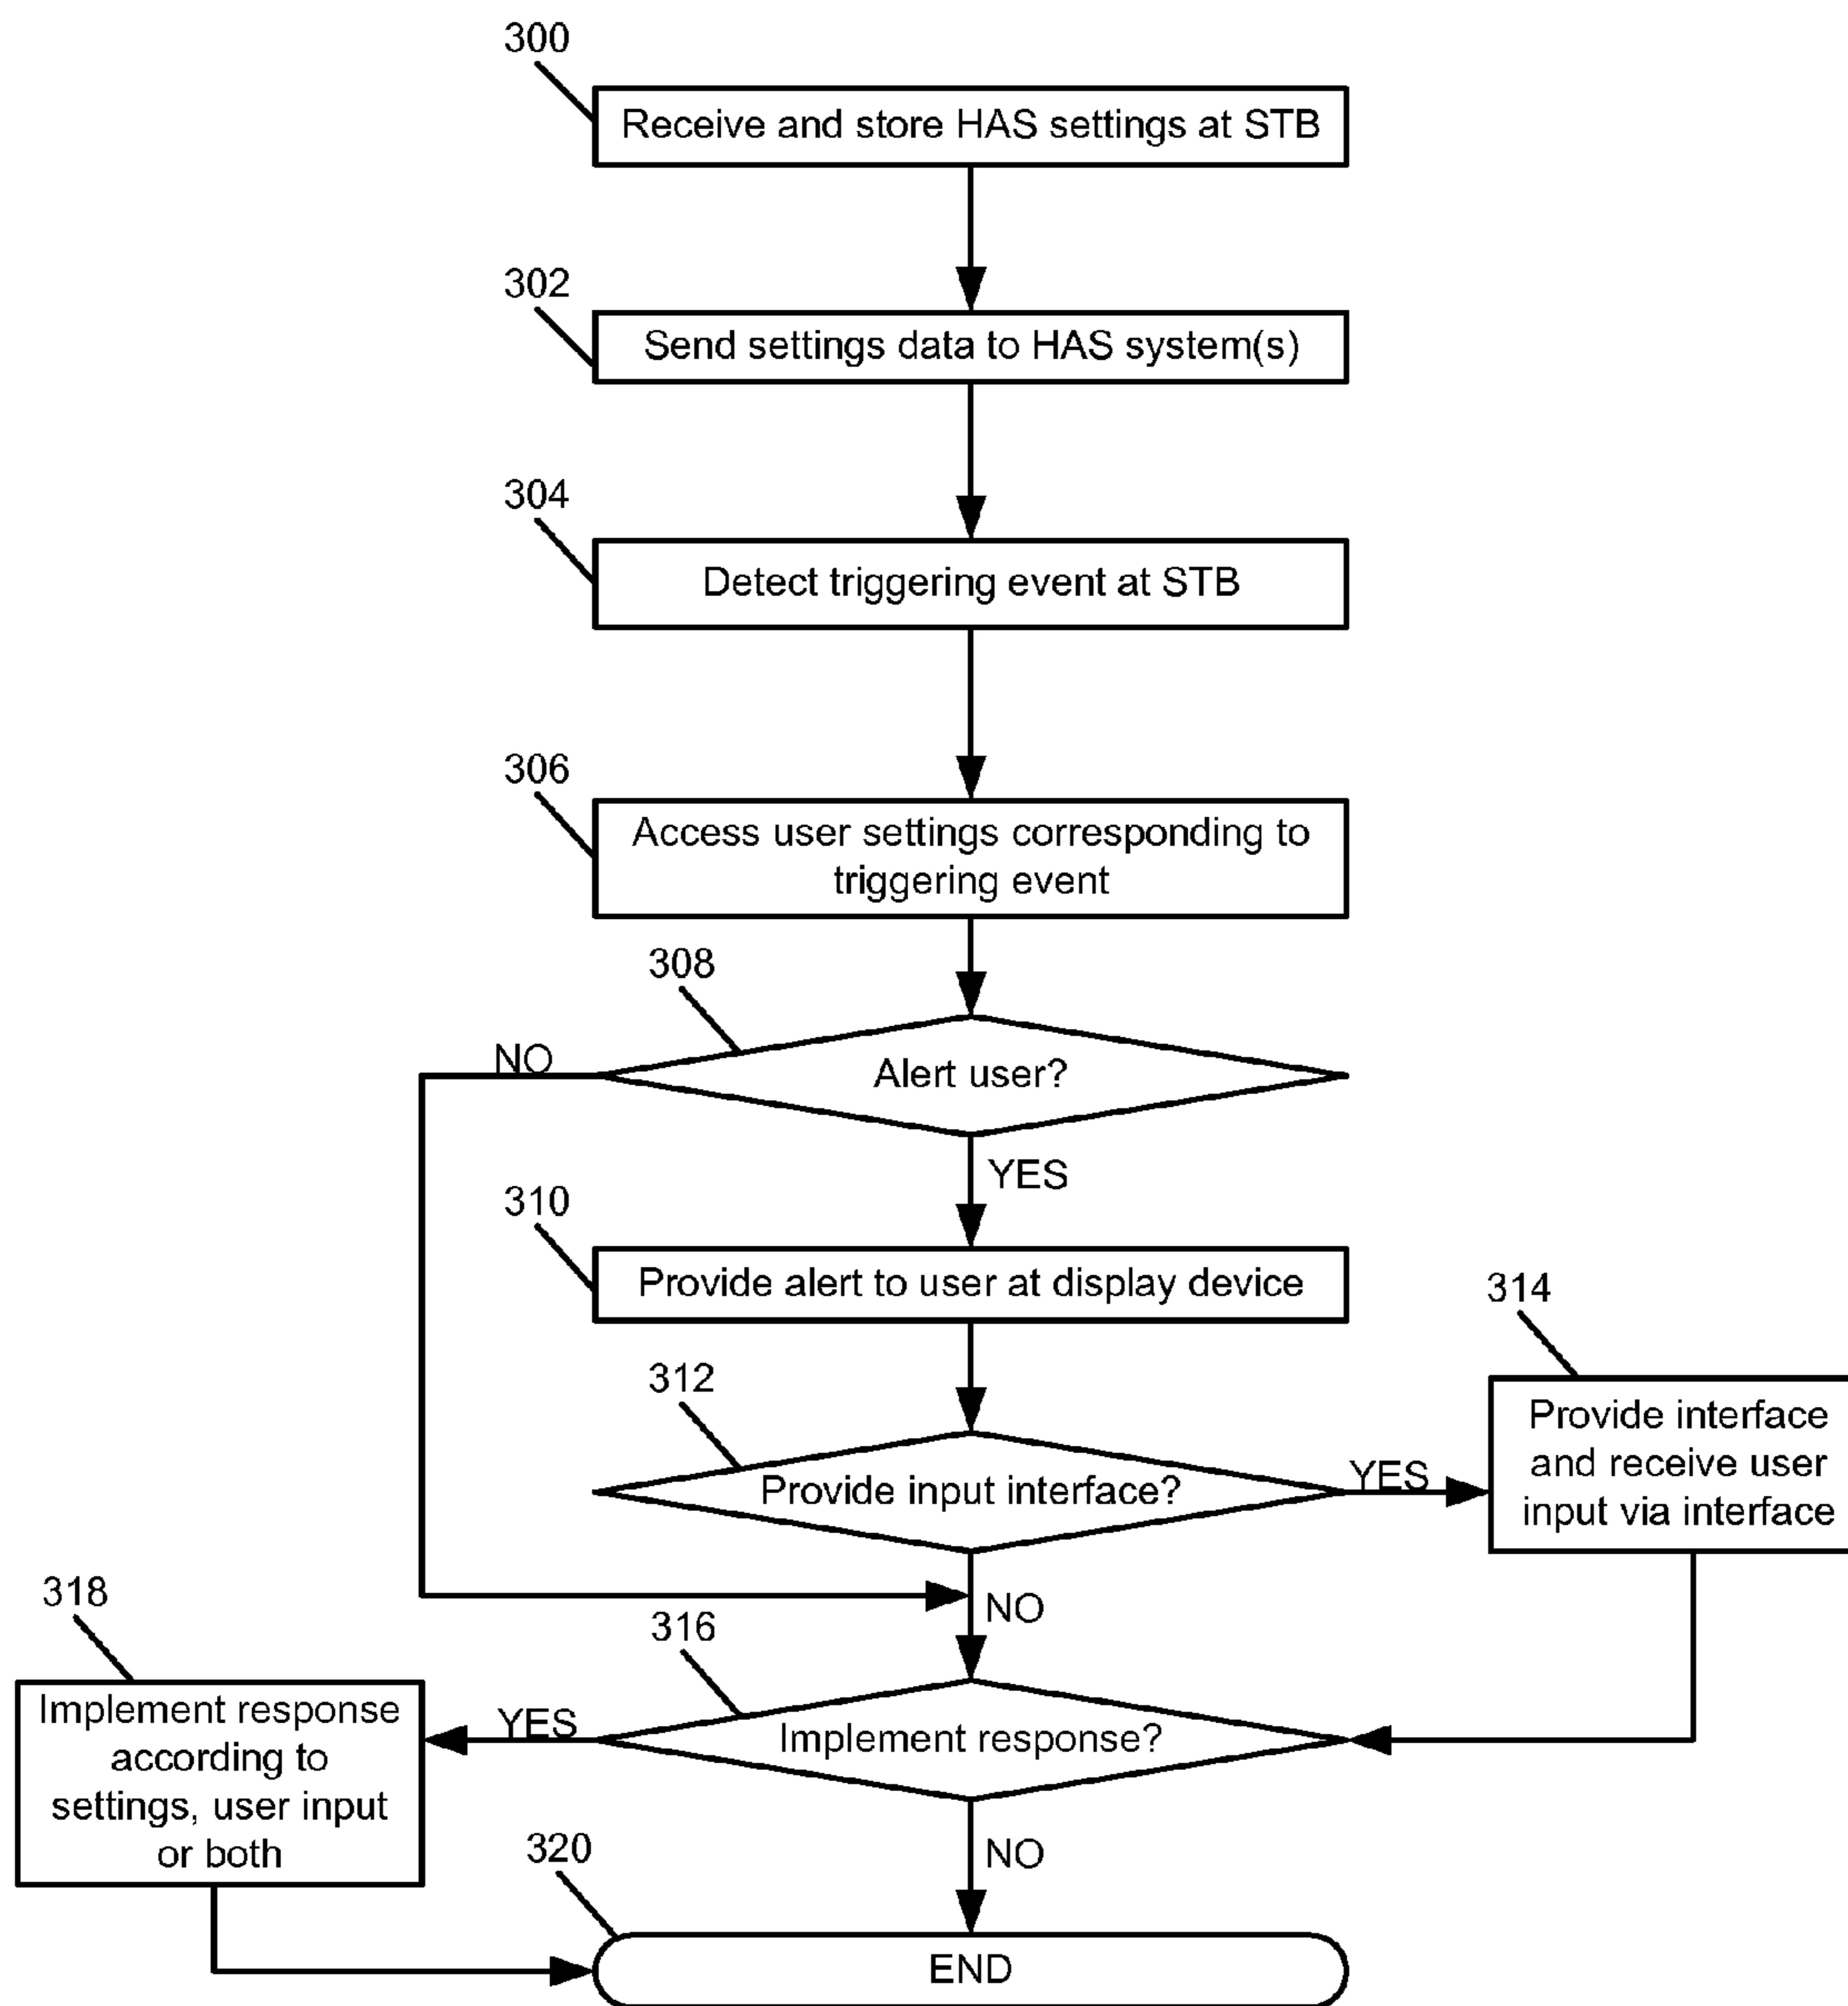 300
Receive and store HAS settings at STB
302
Send settings data to HAS system(s)
304
Detect triggering event at STB
306
Access user settings corresponding to
triggering event
308
NO
Alert user?
YES
310
Provide alert to user at display device
314
312
Provide input interface?
YES
Provide interface
and receive user
input via interface
NO
318
316
Implement response
according to
settings, user input
or both
YES
Implement response?
NO
320
END